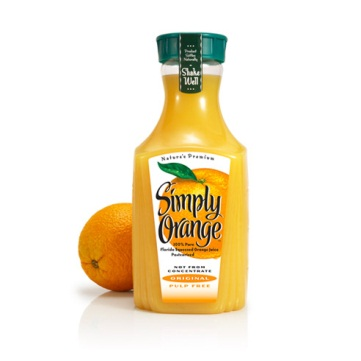 Shake
Well
Nature's Premium
Simply
Orange
100% Pure
Florida Squeezed Orange Juice
Pasteurized
NOT FROM
CONCENTRATE
ORIGINAL
PULP FREE